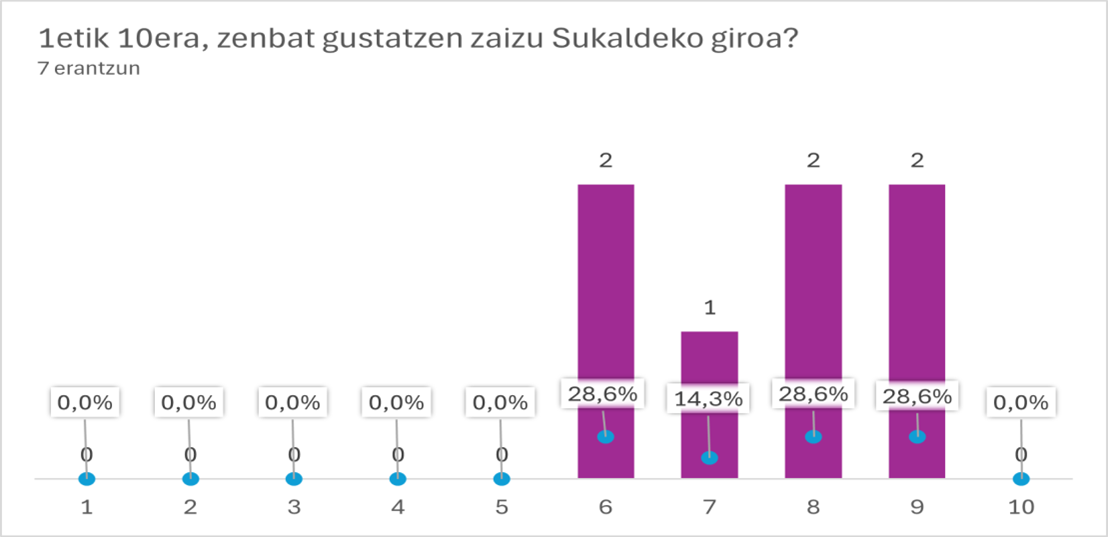 1etik 10era, zenbat gustatzen zaizu Sukaldeko giroa?
7 erantzun
2 2 2
1
28,6% 14,3% 28,6% 28,6%
0,0% 0,0% 0,0% 0,0% 0,0% 0,0%
0 0 0 0 0 0
1 2 3 4 5 6 7 8 9 10